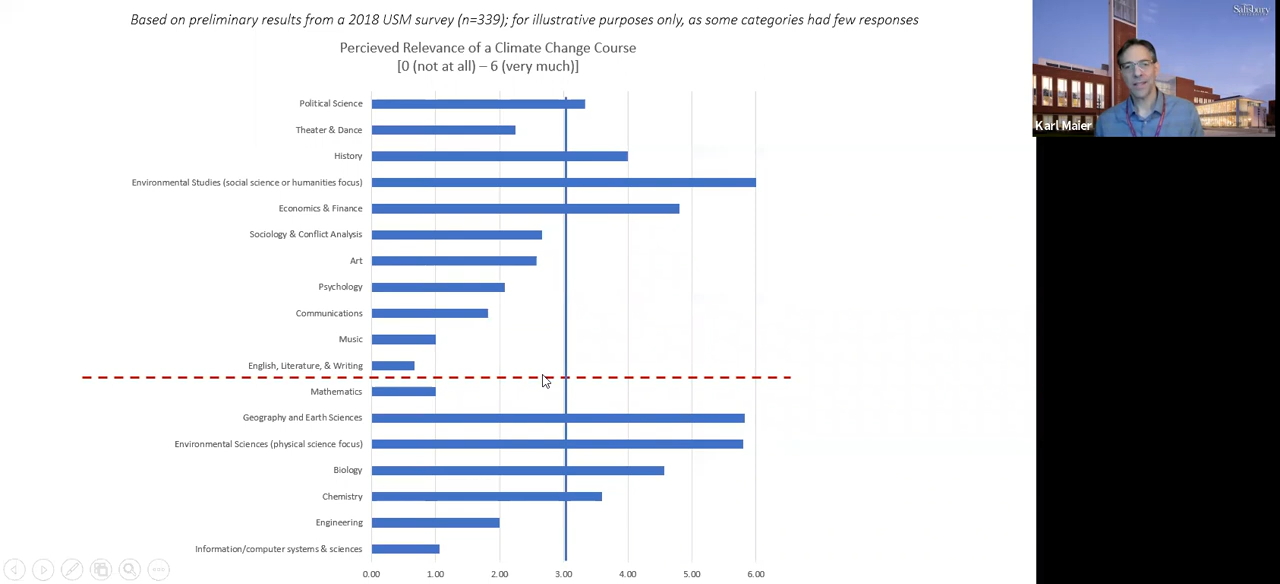 Based on preliminary results from a 2018 USM survey (n=339); for illustrative purposes only, as some categories had few responses
Percieved Relevance of a Climate Change Course
[0 (not at all) – 6 (very much)]
Political Science
Theater & Dance
History
Environmental Studies (social science or humanities focus)
Economics & Finance
Sociology & Conflict Analysis
Art
Psychology
Communications
Music
English, Literature, & Writing
Mathematics
Geography and Earth Sciences
Environmental Sciences (physical science focus)
Biology
Chemistry
Engineering
Information/computer systems & sciences
0.00 1.00 2.00 3.00 4.00 5.00 6.00
Salisbury
Karl Maier